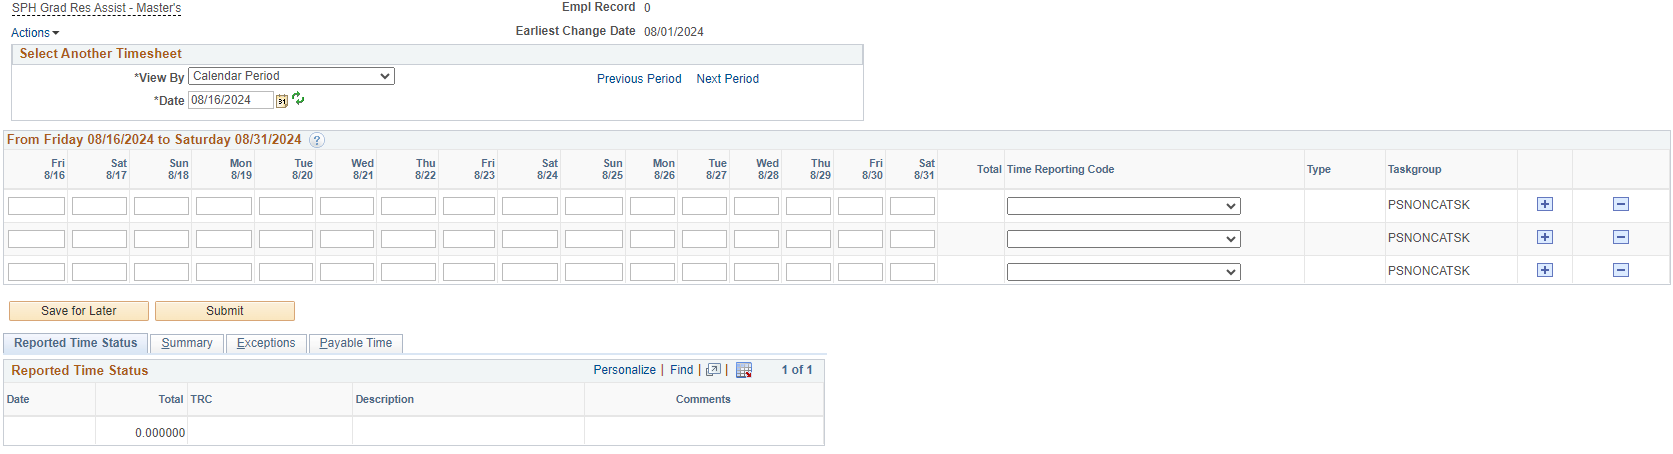 SPH Grad Res Assist - Master's
Empl Record 0
Actions
Earliest Change Date 08/01/2024
Select Another Timesheet
*View By Calendar Period
Previous Period Next Period
*Date 08/16/2024 31
From Friday 08/16/2024 to Saturday 08/31/2024 ?
Fri 8/16 Sat 8/17 Sun 8/18 Mon 8/19 Tue 8/20 Wed 8/21 Thu 8/22 Fri 8/23 Sat 8/24 Sun 8/25 Mon 8/26 Tue 8/27 Wed 8/28 Thu 8/29 Fri 8/30 Sat 8/31 Total Time Reporting Code Type Taskgroup
PSNONCATSK
PSNONCATSK
PSNONCATSK
Save for Later Submit
Reported Time Status Summary Exceptions Payable Time
Reported Time Status Personalize | Find | | 1 of 1
Date Total TRC Description Comments
0.000000